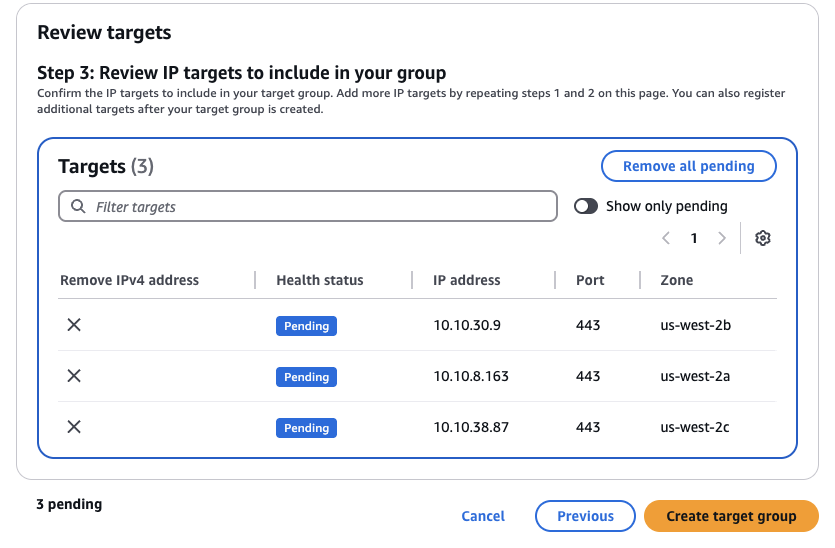 Review targets
Step 3: Review IP targets to include in your group
Confirm the IP targets to include in your target group. Add more IP targets by repeating steps 1 and 2 on this page. You can also register
additional targets after your target group is created.
Targets (3)
Remove all pending
Filter targets
Show only pending
1
Remove IPv4 address Health status IP address Port Zone
Pending 10.10.30.9 443 us-west-2b
Pending 10.10.8.163 443 us-west-2a
Pending 10.10.38.87 443 us-west-2c
3 pending
Cancel Previous Create target group